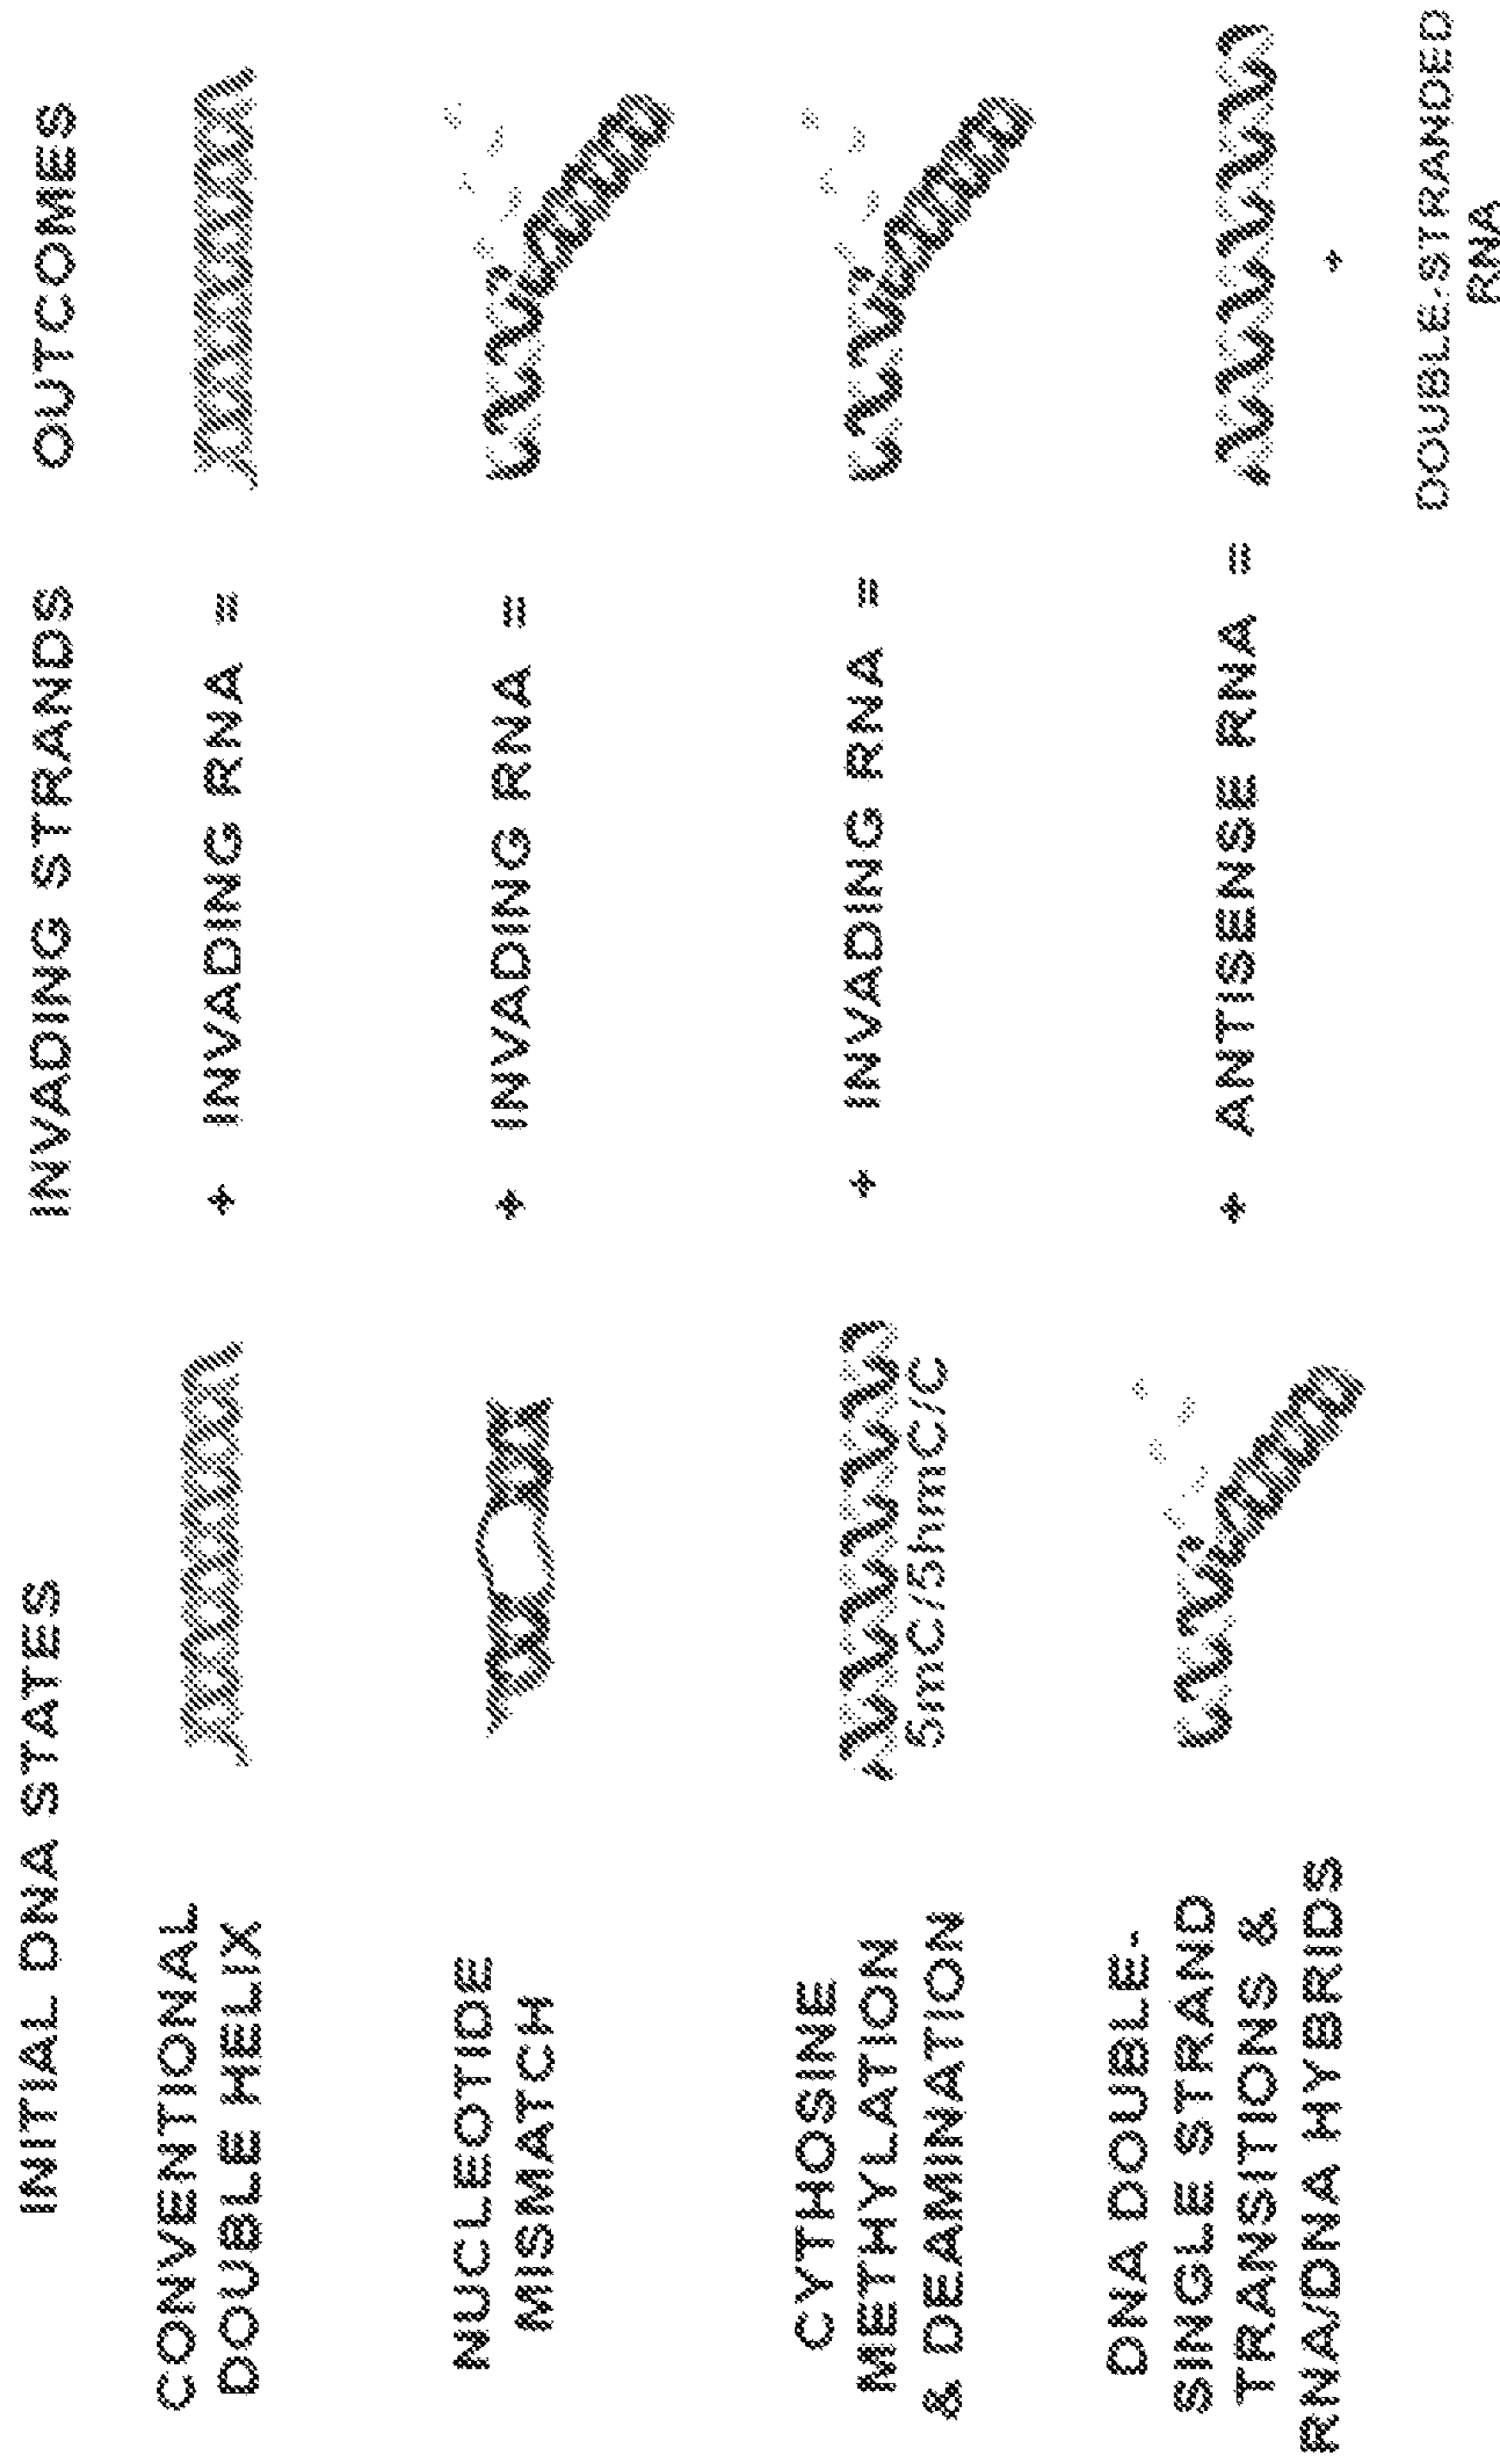 INITIAL DNA STATES
INVADING STRANDS
OUTCOMES
CONVENTIONAL
DOUBLE HELIX
+ INVADING RNA =
NUCLEOTIDE
MISMATCH
+ INVADING RNA =
CYTHOSINE
METHYLATION
& DEAMINATION
5mC/5hmC/C
+ INVADING RNA =
DNA DOUBLE-
SINGLE STRAND
TRANSITIONS &
RNA/DNA HYBRIDS
+ ANTISENSE RNA =
+
DOUBLE-STRANDED
RNA